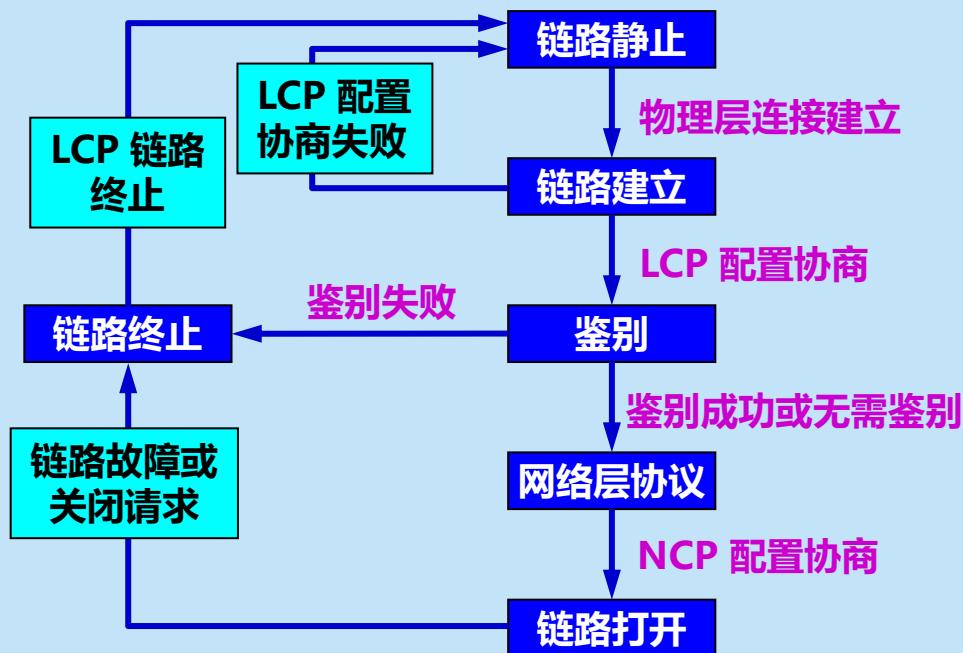 链路静止
LCP 配置
协商失败
物理层连接建立
LCP 链路
终止
链路建立
LCP 配置协商
鉴别失败
链路终止
鉴别
鉴别成功或无需鉴别
链路故障或
关闭请求
网络层协议
NCP 配置协商
链路打开